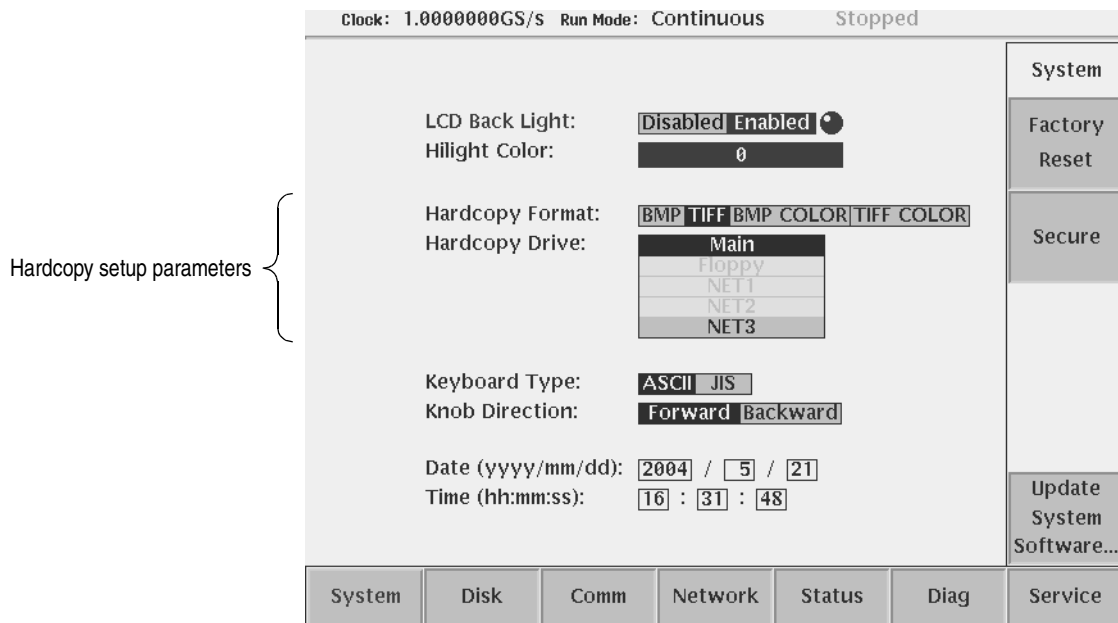 Clock: 1.0000000GS/s Run Mode: Continuous Stopped
System
LCD Back Light: Disabled Enabled
Hilight Color: 0
Factory
Reset
Hardcopy Format: BMP TIFF BMP COLOR TIFF COLOR
Hardcopy Drive: Main
Floppy
NET1
NET2
NET3
Secure
Hardcopy setup parameters
Keyboard Type: ASCII JIS
Knob Direction: Forward Backward
Date (yyyy/mm/dd): 2004 / 5 / 21
Time (hh:mm:ss): 16 : 31 : 48
Update
System
Software...
System Disk Comm Network Status Diag Service